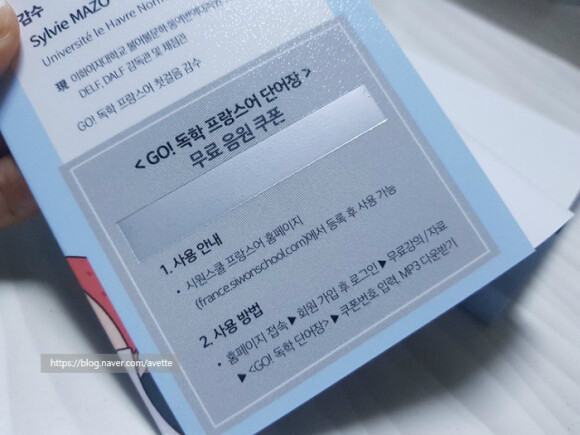 감수
Sylvie MAZO
Université le Havre Norm
現 이화여자대학교 불어불문학
DELF, DALF 감독관 및 채점관
GO! 독학 프랑스어 첫걸음 감수
< GO! 독학 프랑스어 단어장 >
무료 음원 쿠폰
1. 사용 안내
• 시원스쿨 프랑스어 홈페이지
(france.siwonschool.com)에서 등록 후 사용 가능
2. 사용 방법
• 홈페이지 접속 ▶ 회원 가입 후 로그인 ▶ 무료강의 / 자료
▶ <GO! 독학 단어장> ▶ 쿠폰번호 입력, MP3 다운받기
https://blog.naver.com/avette